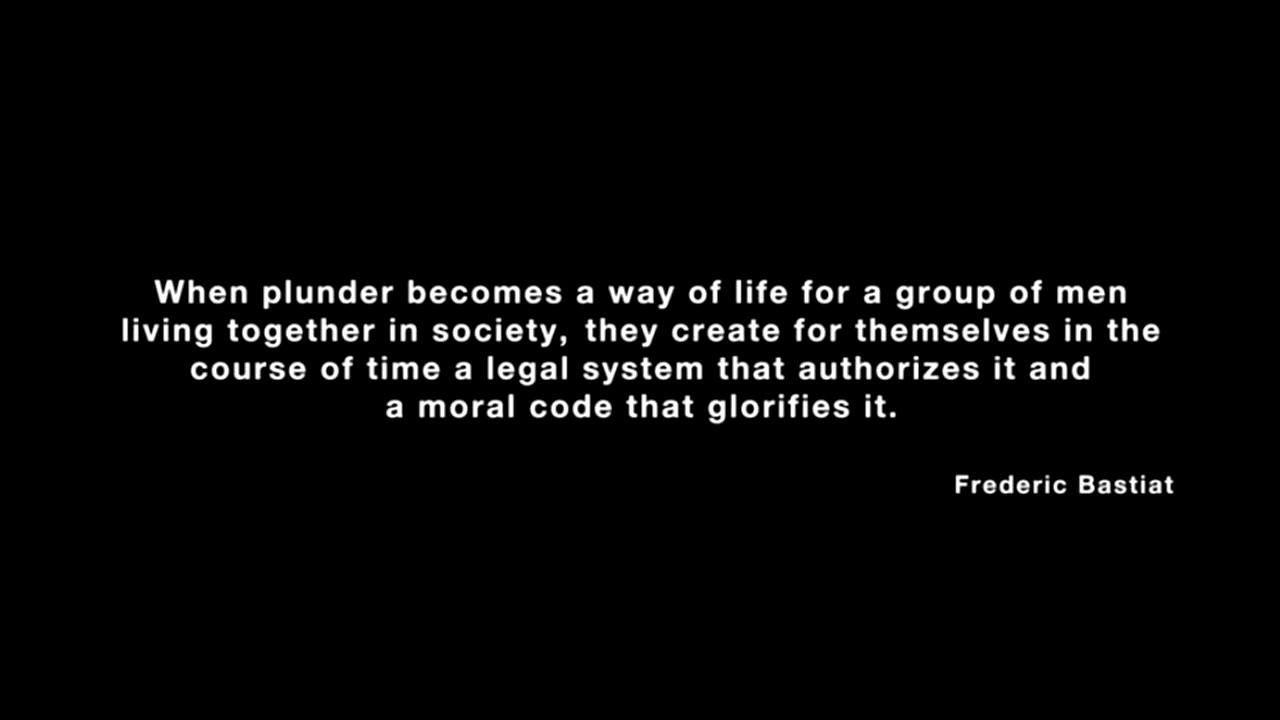 When plunder becomes a way of life for a group of men
living together in society, they create for themselves in the
course of time a legal system that authorizes it and
a moral code that glorifies it.
Frederic Bastiat